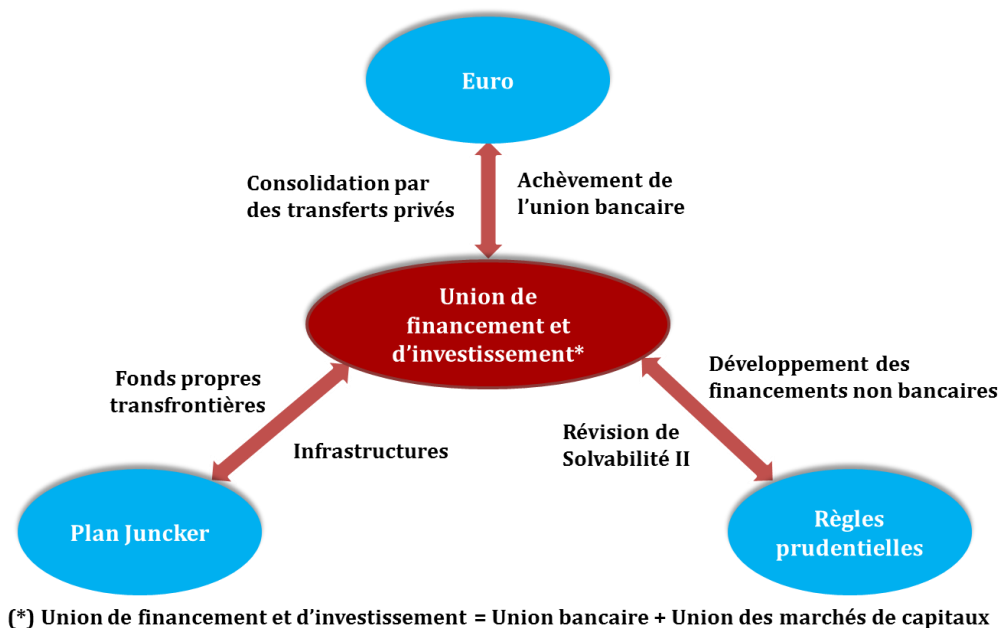 Euro
Consolidation par
des transferts privés
Achèvement de
l’union bancaire
Union de
financement et
d’investissement*
Fonds propres
transfrontières
Infrastructures
Développement des
financements non bancaires
Révision de
Solvabilité II
Plan Juncker
Règles
prudentielles
(*) Union de financement et d’investissement = Union bancaire + Union des marchés de capitaux